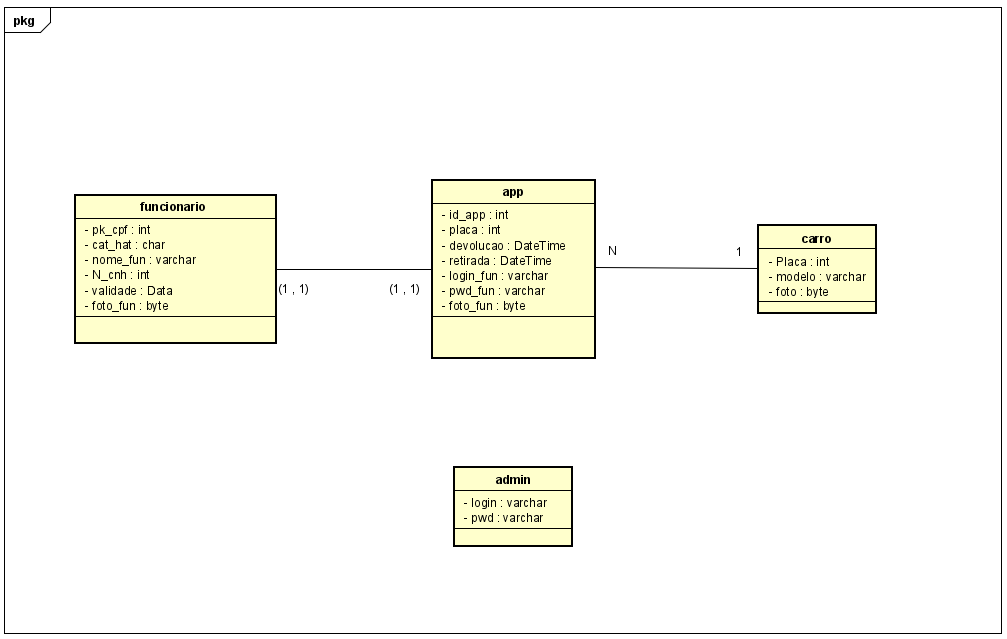 pkg
funcionario
- pk_cpf : int
- cat_hat : char
- nome_fun : varchar
- N_cnh : int
- validade : Data
- foto_fun : byte
(1 , 1)
(1 , 1)
app
- id_app : int
- placa : int
- devolucao : DateTime
- retirada : DateTime
- login_fun : varchar
- pwd_fun : varchar
- foto_fun : byte
N
1
carro
- Placa : int
- modelo : varchar
- foto : byte
admin
- login : varchar
- pwd : varchar